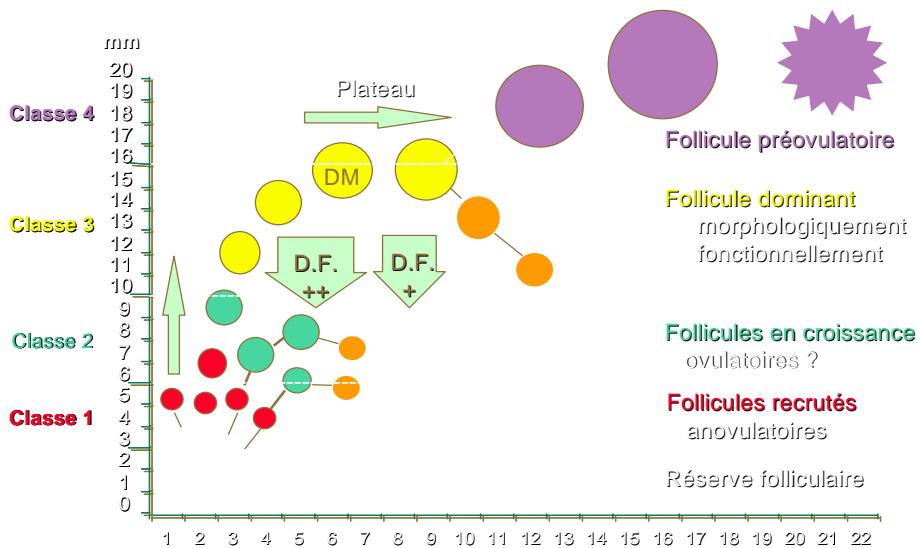 mm
20
19
18
17
16
15
14
13
12
11
10
9
8
7
6
5
4
3
2
1
0
Classe 4
Classe 3
Classe 2
Classe 1
Plateau
DM
D.F.
++
D.F.
+
Follicule préovulatoire
Follicule dominant
morphologiquement
fonctionnellement
Follicules en croissance
ovulatoires ?
Follicules recrutés
anovulatoires
Réserve folliculaire
1 2 3 4 5 6 7 8 9 10 11 12 13 14 15 16 17 18 19 20 21 22